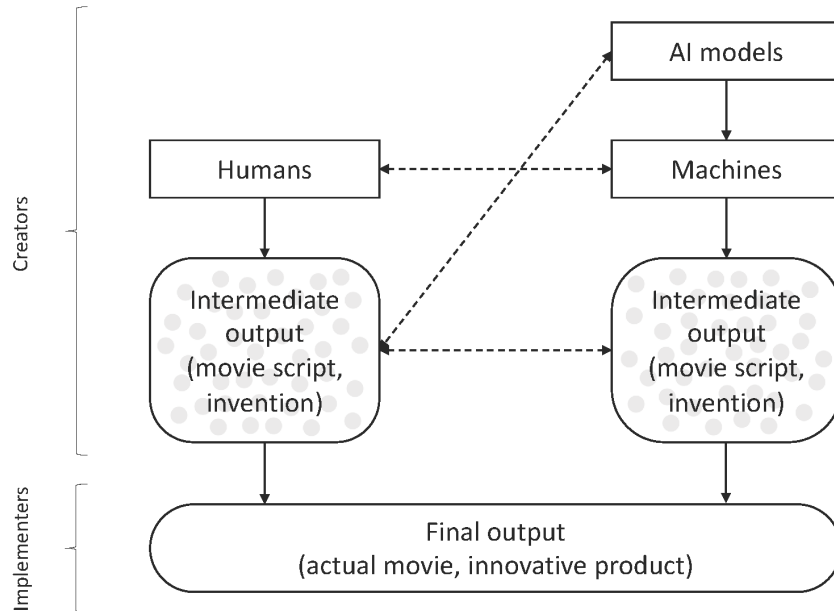 AI models
Humans
Machines
Creators
Intermediate
output
(movie script,
invention)
Intermediate
output
(movie script,
invention)
Implementers
Final output
(actual movie, innovative product)